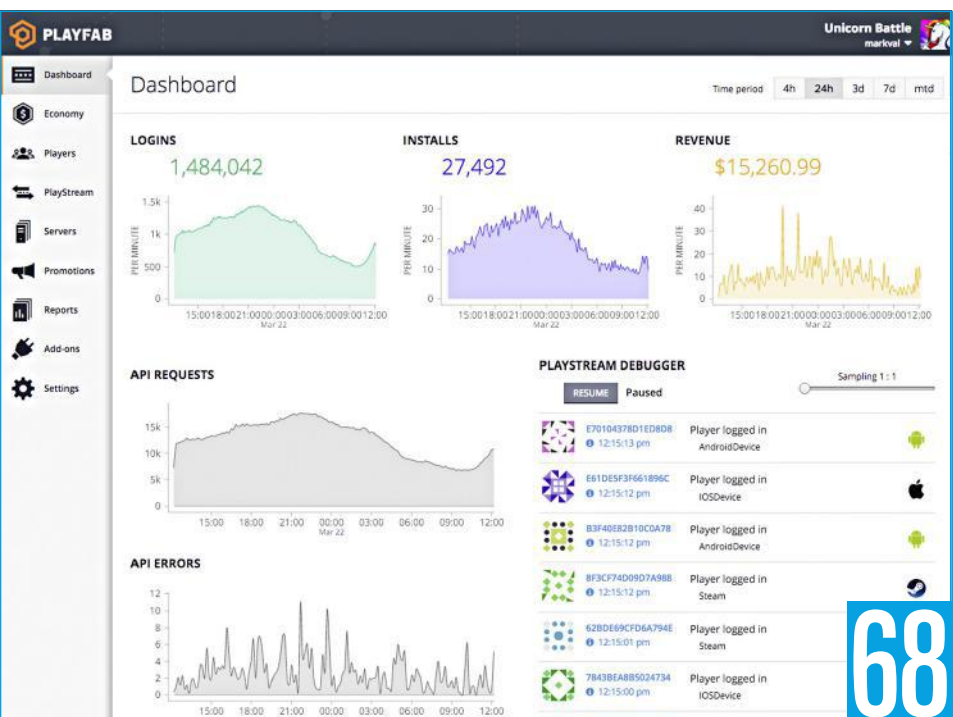 PLAYFAB
Unicorn Battle
markval
Dashboard
Economy
Players
PlayStream
Servers
Promotions
Reports
Add-ons
Settings
Dashboard
Time period 4h 24h 3d 7d mtd
LOGINS
1,484,042
PER MINUTE
1.5k
1k
500
0
15:00 18:00 21:00 00:00 03:00 06:00 09:00 12:00
Mar 22
INSTALLS
27,492
PER MINUTE
30
20
10
0
15:00 18:00 21:00 00:00 03:00 06:00 09:00 12:00
Mar 22
REVENUE
$15,260.99
PER MINUTE
40
30
20
10
0
15:00 18:00 21:00 00:00 03:00 06:00 09:00 12:00
Mar 22
API REQUESTS
15k
10k
5k
0
15:00 18:00 21:00 00:00 03:00 06:00 09:00 12:00
Mar 22
API ERRORS
12
10
8
6
4
2
0
15:00 18:00 21:00 00:00 03:00 06:00 09:00 12:00
PLAYSTREAM DEBUGGER
RESUME Paused
Sampling 1 : 1
E70104378D1ED8D8 Player logged in
12:15:13 pm AndroidDevice
E61DE5F3F661896C Player logged in
12:15:12 pm IOSDevice
B3F40E82B10C0A78 Player logged in
12:15:12 pm AndroidDevice
8F3CF74D09D7A988 Player logged in
12:15:12 pm Steam
62BDE69CFD6A794E Player logged in
12:15:01 pm Steam
7843BEA8B5024734 Player logged in
12:15:00 pm IOSDevice
68